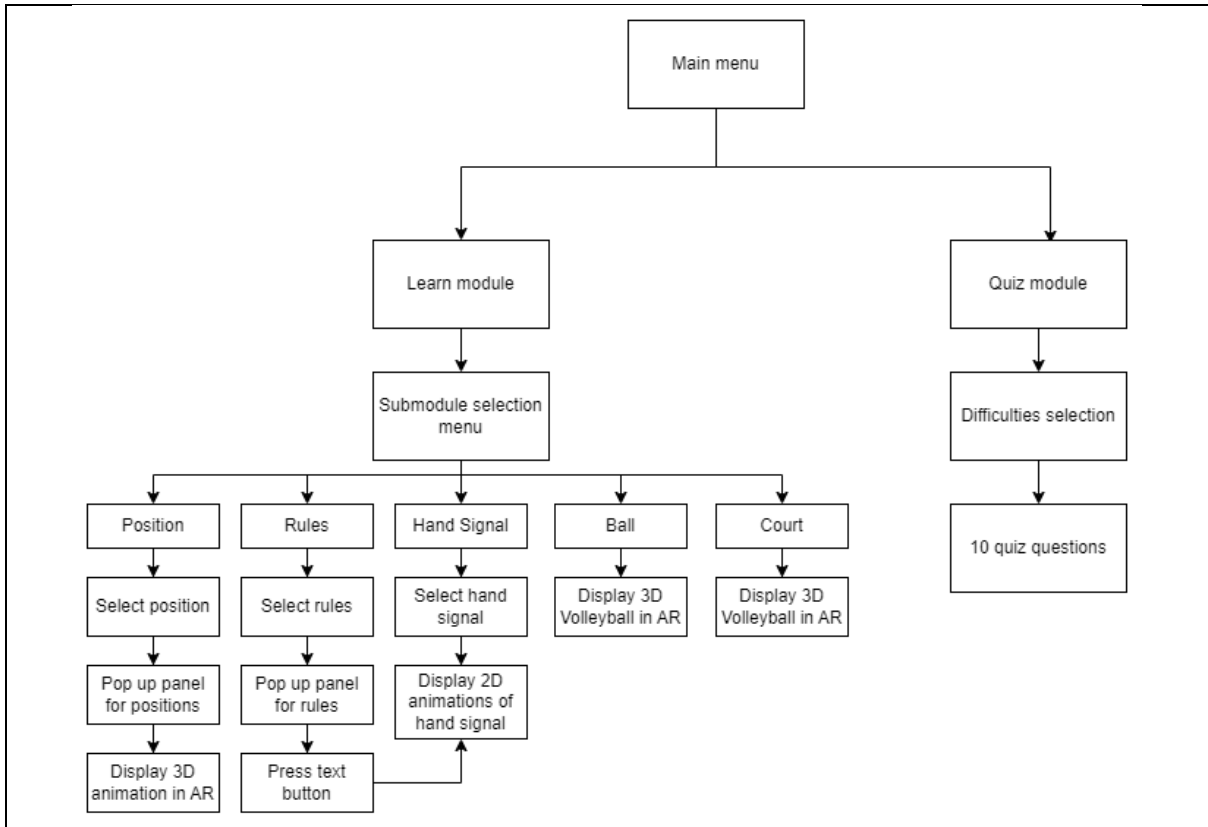 Main menu
Learn module
Quiz module
Submodule selection
menu
Difficulties selection
Position
Rules
Hand Signal
Ball
Court
10 quiz questions
Select position
Select rules
Select hand
signal
Display 3D
Volleyball in AR
Display 3D
Volleyball in AR
Pop up panel
for positions
Pop up panel
for rules
Display 2D
animations of
hand signal
Display 3D
animation in AR
Press text
button